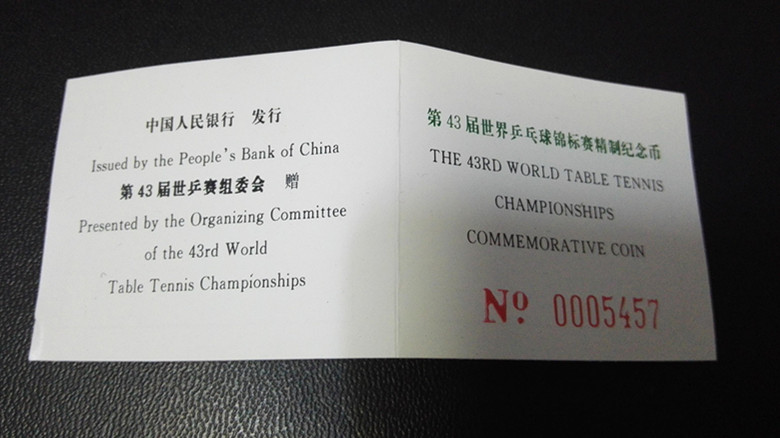 中国人民银行 发行
Issued by the People's Bank of China
第43届世乒赛组委会 赠
Presented by the Organizing Committee
of the 43rd World
Table Tennis Championships
第43届世界乒乓球锦标赛精制纪念币
THE 43RD WORLD TABLE TENNIS
CHAMPIONSHIPS
COMMEMORATIVE COIN
No. 0005457